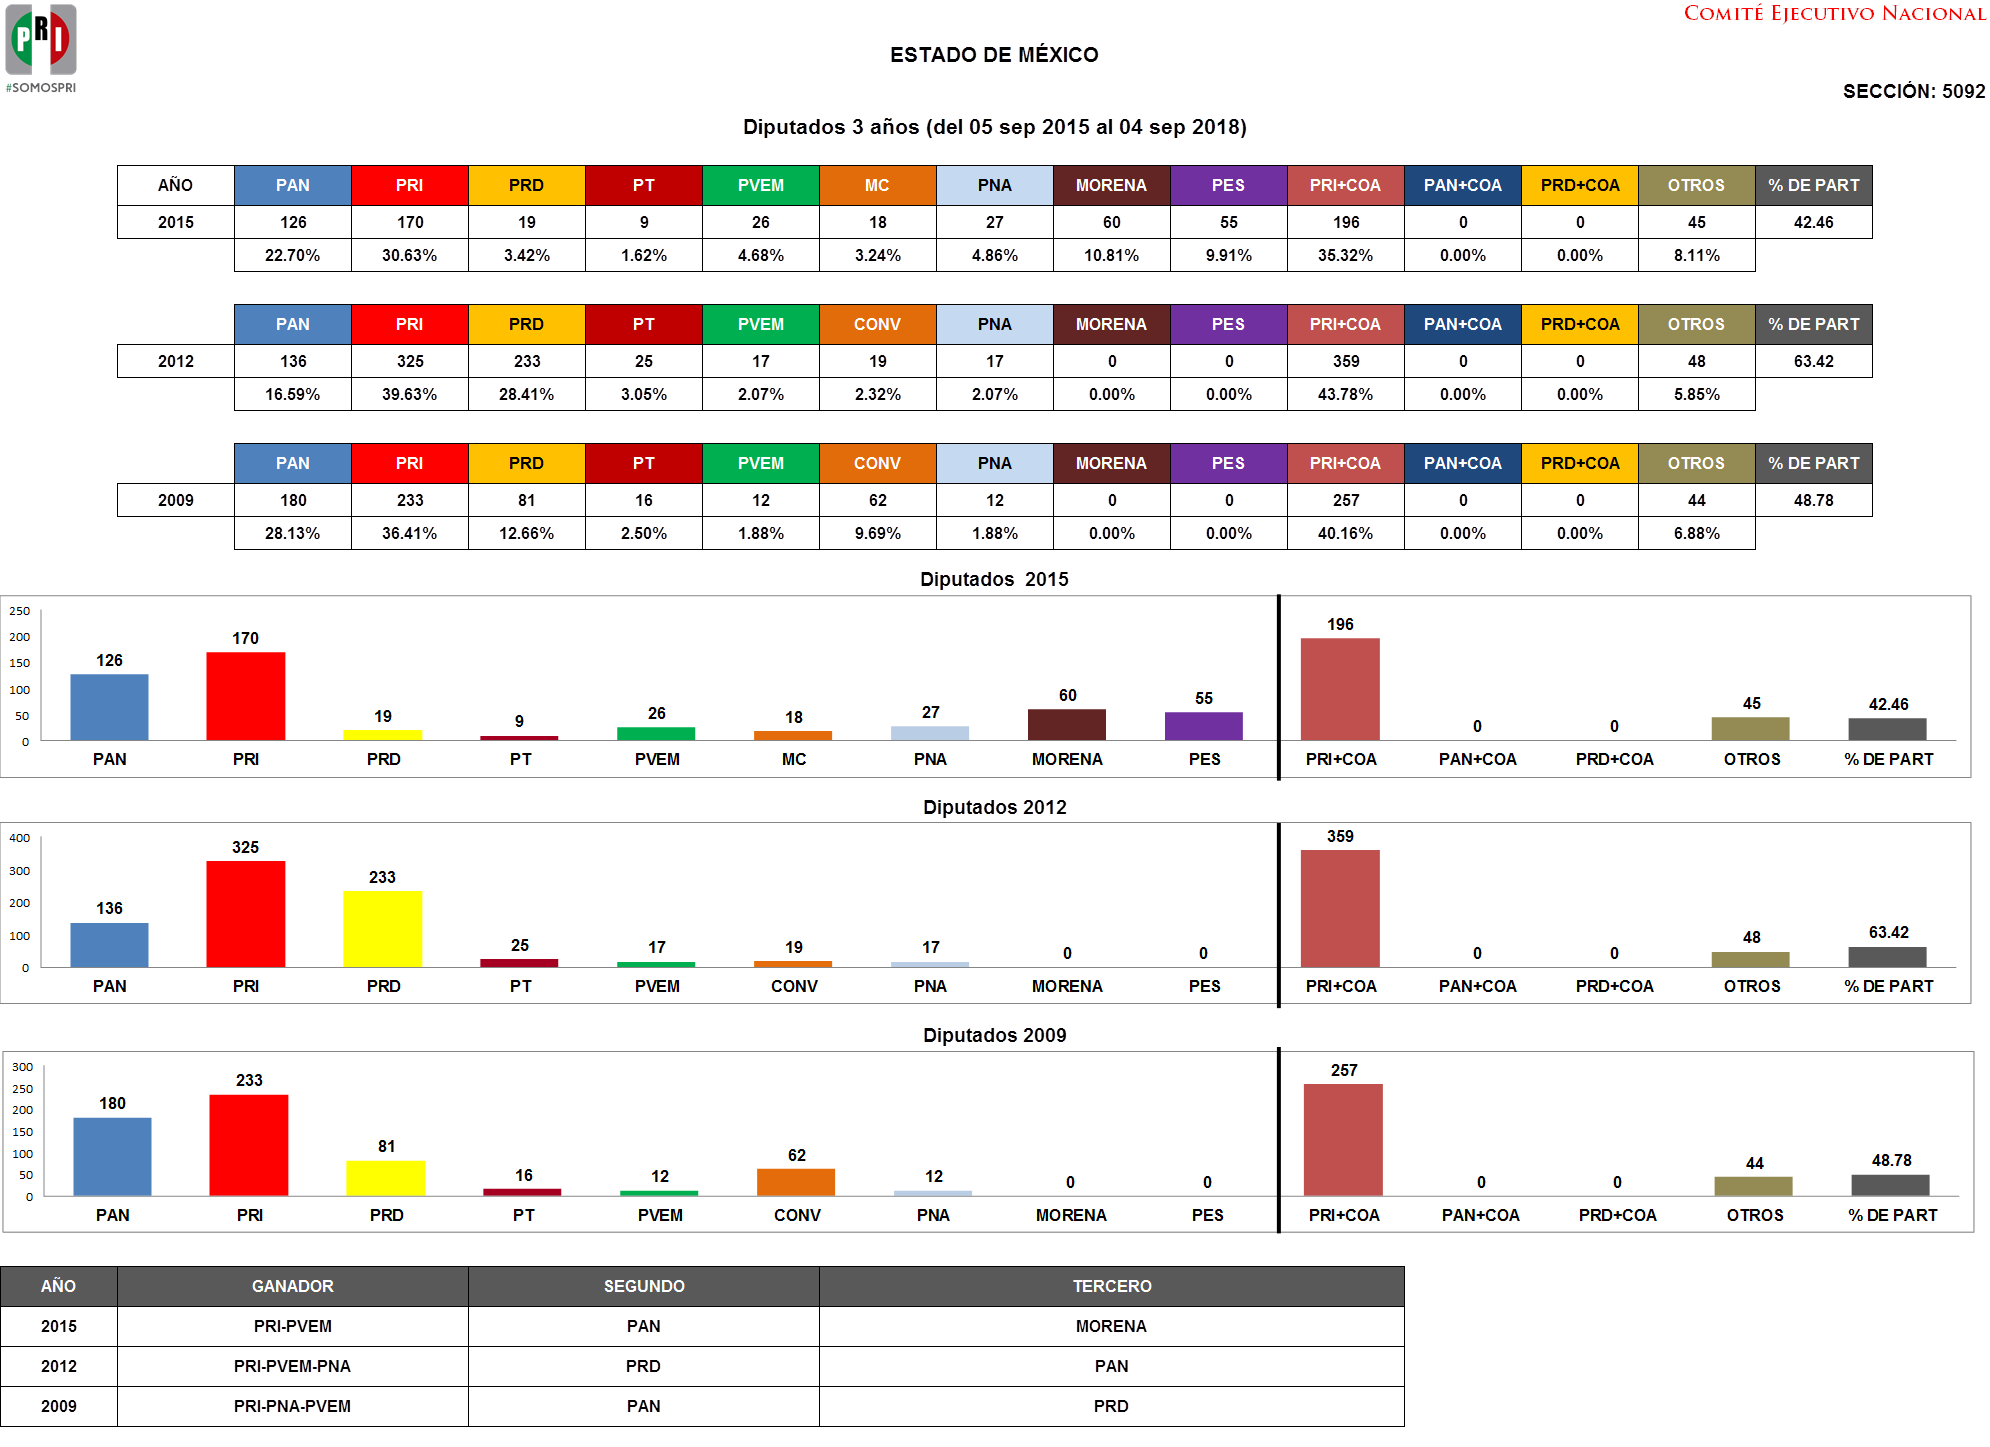 PRI
#SOMOSPRI
COMITÉ EJECUTIVO NACIONAL
ESTADO DE MÉXICO
SECCIÓN: 5092
Diputados 3 años (del 05 sep 2015 al 04 sep 2018)
AÑO PAN PRI PRD PT PVEM MC PNA MORENA PES PRI+COA PAN+COA PRD+COA OTROS % DE PART
2015 126 170 19 9 26 18 27 60 55 196 0 0 45 42.46
22.70% 30.63% 3.42% 1.62% 4.68% 3.24% 4.86% 10.81% 9.91% 35.32% 0.00% 0.00% 8.11%
PAN PRI PRD PT PVEM CONV PNA MORENA PES PRI+COA PAN+COA PRD+COA OTROS % DE PART
2012 136 325 233 25 17 19 17 0 0 359 0 0 48 63.42
16.59% 39.63% 28.41% 3.05% 2.07% 2.32% 2.07% 0.00% 0.00% 43.78% 0.00% 0.00% 5.85%
PAN PRI PRD PT PVEM CONV PNA MORENA PES PRI+COA PAN+COA PRD+COA OTROS % DE PART
2009 180 233 81 16 12 62 12 0 0 257 0 0 44 48.78
28.13% 36.41% 12.66% 2.50% 1.88% 9.69% 1.88% 0.00% 0.00% 40.16% 0.00% 0.00% 6.88%
Diputados 2015
250
200
150
100
50
0
126 170 19 9 26 18 27 60 55 196 0 0 45 42.46
PAN PRI PRD PT PVEM MC PNA MORENA PES PRI+COA PAN+COA PRD+COA OTROS % DE PART
Diputados 2012
400
300
200
100
0
136 325 233 25 17 19 17 0 0 359 0 0 48 63.42
PAN PRI PRD PT PVEM CONV PNA MORENA PES PRI+COA PAN+COA PRD+COA OTROS % DE PART
Diputados 2009
300
250
200
150
100
50
0
180 233 81 16 12 62 12 0 0 257 0 0 44 48.78
PAN PRI PRD PT PVEM CONV PNA MORENA PES PRI+COA PAN+COA PRD+COA OTROS % DE PART
AÑO GANADOR SEGUNDO TERCERO
2015 PRI-PVEM PAN MORENA
2012 PRI-PVEM-PNA PRD PAN
2009 PRI-PNA-PVEM PAN PRD